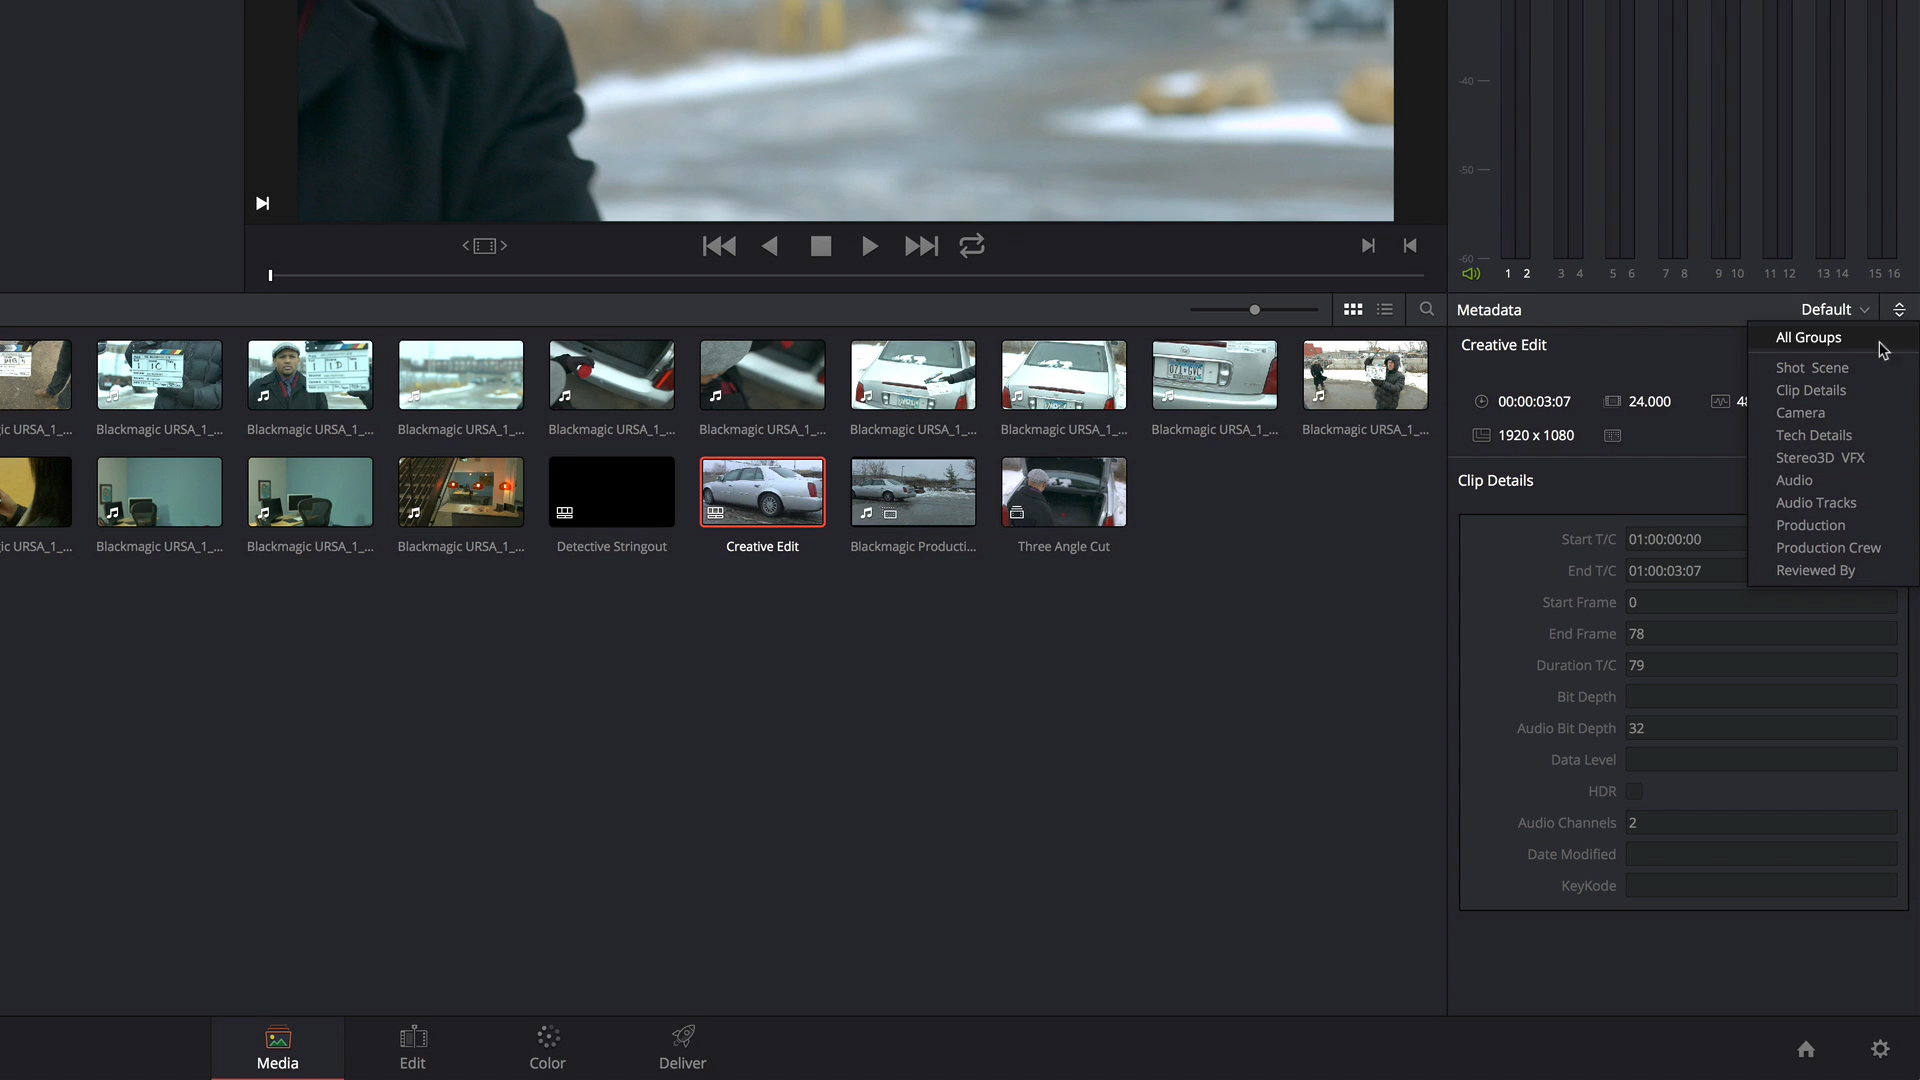 -40
-50
-60
1 2 3 4 5 6 7 8 9 10 11 12 13 14 15 16
Metadata
Default
All Groups
Shot Scene
Clip Details
Camera
Tech Details
Stereo3D VFX
Audio
Audio Tracks
Production
Production Crew
Reviewed By
Creative Edit
00:00:03:07 24.000 48
1920 x 1080
Clip Details
Start T/C 01:00:00:00
End T/C 01:00:03:07
Start Frame 0
End Frame 78
Duration T/C 79
Bit Depth
Audio Bit Depth 32
Data Level
HDR
Audio Channels 2
Date Modified
KeyKode
ic URSA_1_... Blackmagic URSA_1_... Blackmagic URSA_1_... Blackmagic URSA_1_... Blackmagic URSA_1_... Blackmagic URSA_1_... Blackmagic URSA_1_... Blackmagic URSA_1_... Blackmagic URSA_1_... Blackmagic URSA_1_...
ic URSA_1_... Blackmagic URSA_1_... Blackmagic URSA_1_... Blackmagic URSA_1_... Detective Stringout Creative Edit Blackmagic Producti... Three Angle Cut
Media Edit Color Deliver